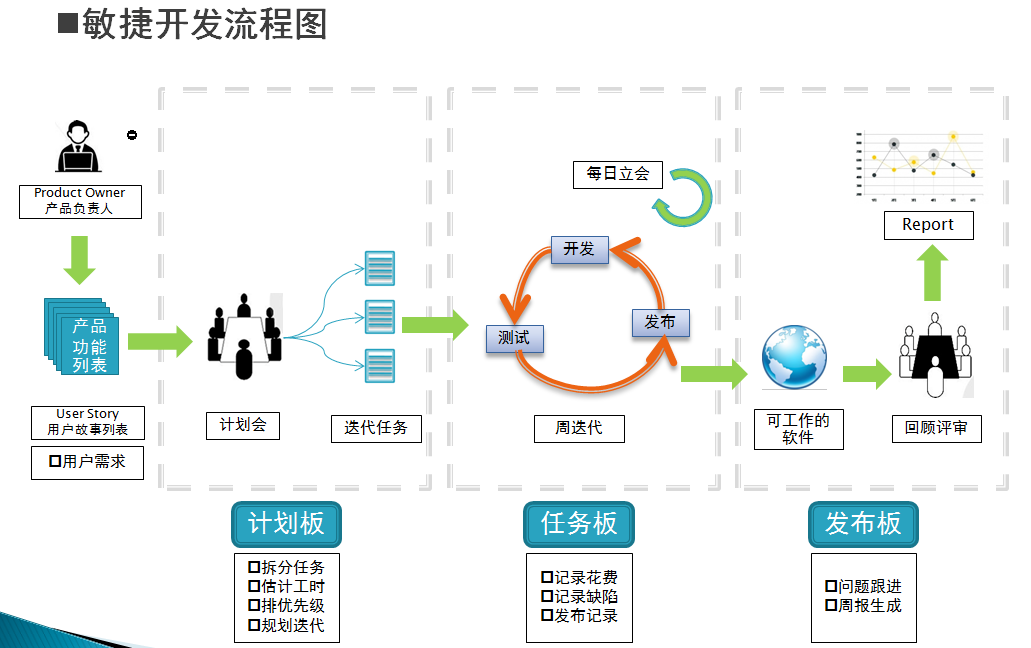 ■敏捷开发流程图
Product Owner
产品负责人
产品
功能
列表
User Story
用户故事列表
用户需求
计划会
迭代任务
每日立会
开发
测试
发布
周迭代
可工作的
软件
Report
回顾评审
计划板
拆分任务
估计工时
排优先级
规划迭代
任务板
记录花费
记录缺陷
发布记录
发布板
问题跟进
周报生成